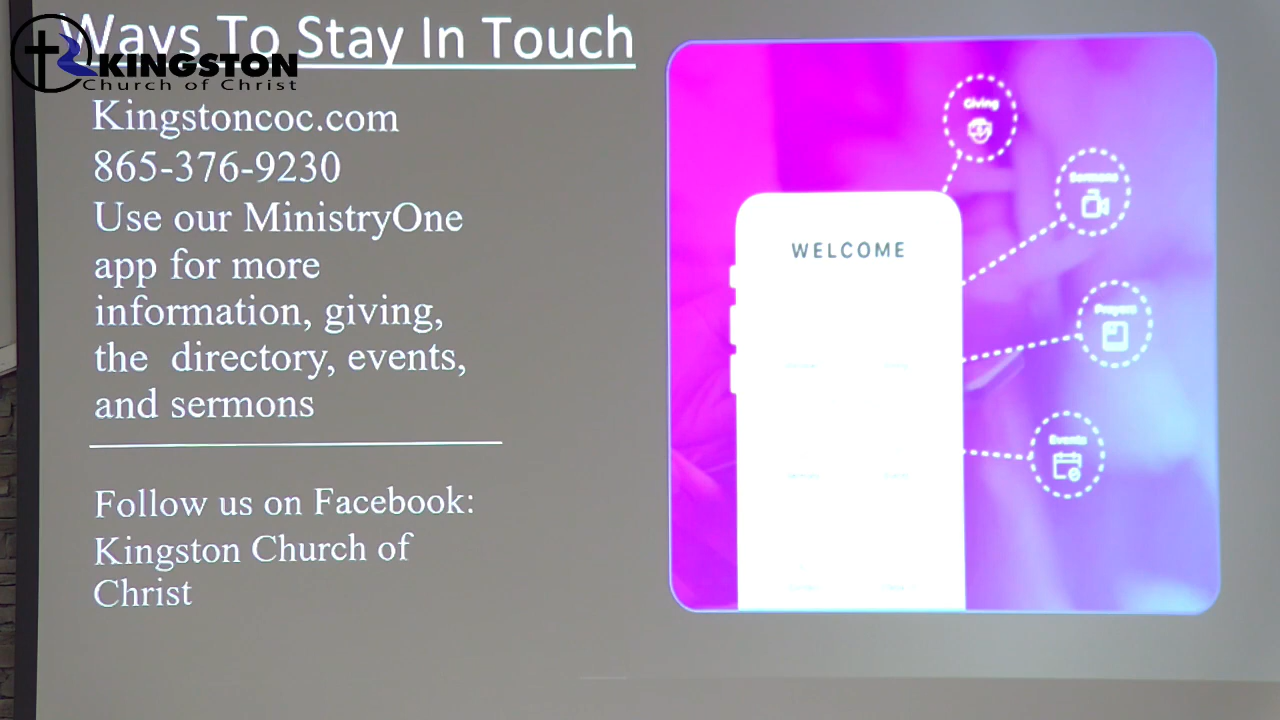 Ways To Stay In Touch
KINGSTON
Church of Christ
Kingstoncoc.com
865-376-9230
Use our MinistryOne
app for more
information, giving,
the directory, events,
and sermons
Follow us on Facebook:
Kingston Church of
Christ
Giving
Sermons
WELCOME
Prayers
Events